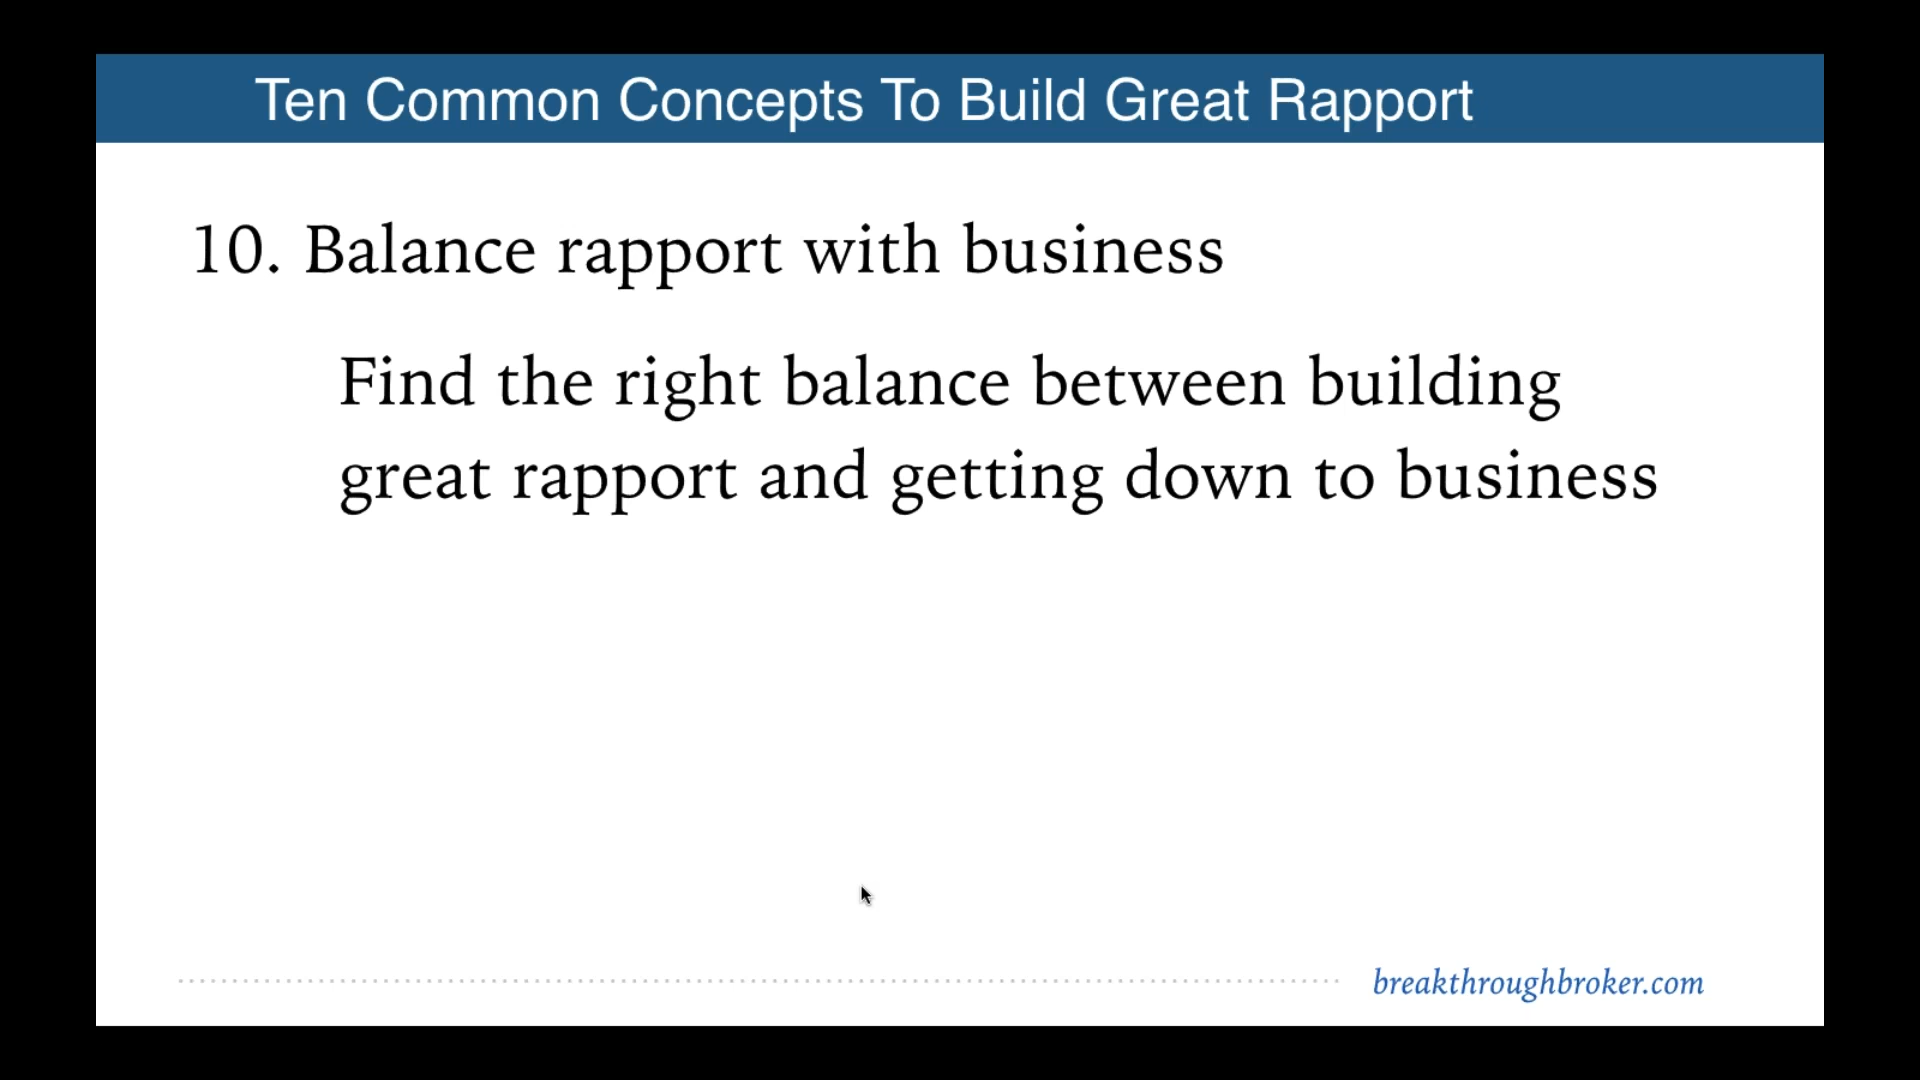 Ten Common Concepts To Build Great Rapport
10. Balance rapport with business
Find the right balance between building
great rapport and getting down to business
breakthroughbroker.com